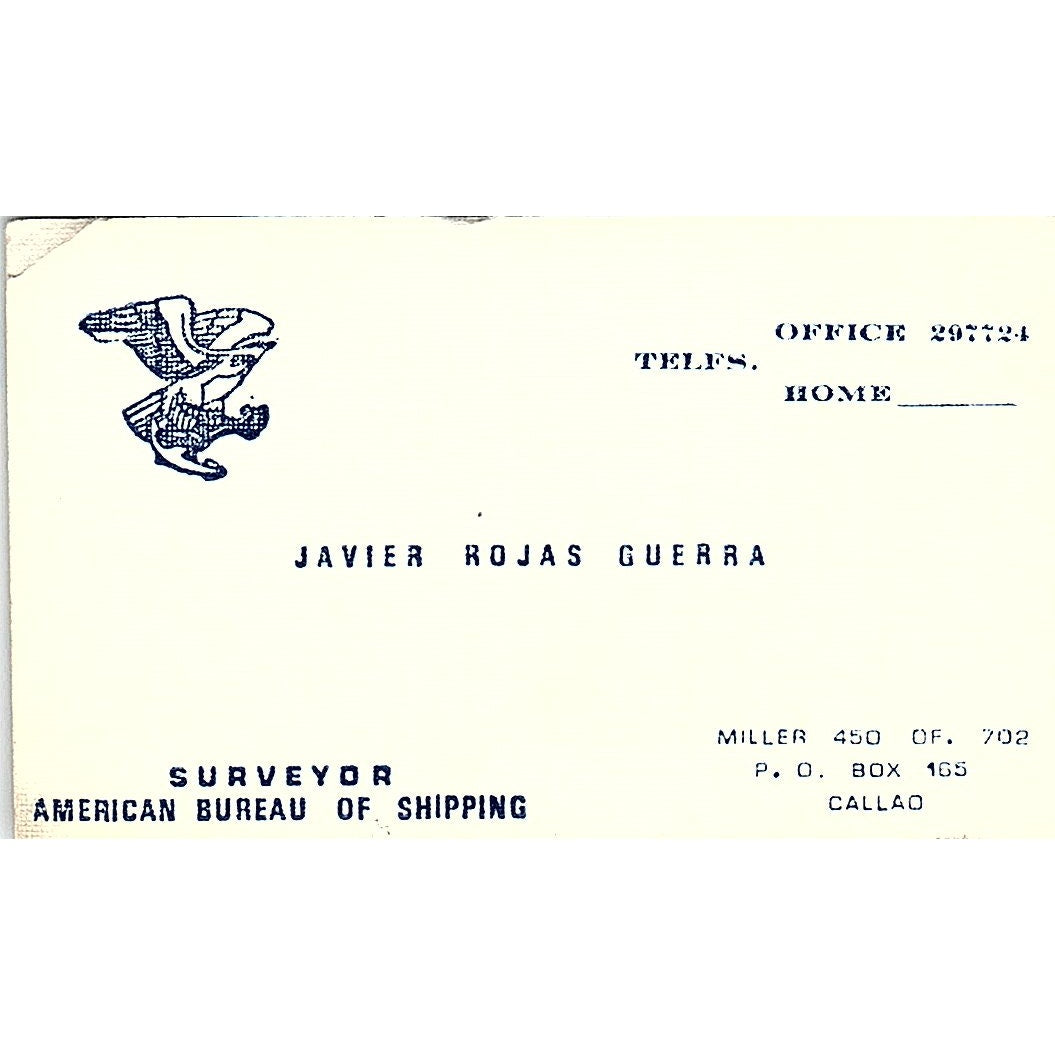 OFFICE 297724
TELFS.
HOME
JAVIER ROJAS GUERRA
SURVEYOR
AMERICAN BUREAU OF SHIPPING
MILLER 450 OF. 702
P. O. BOX 165
CALLAO